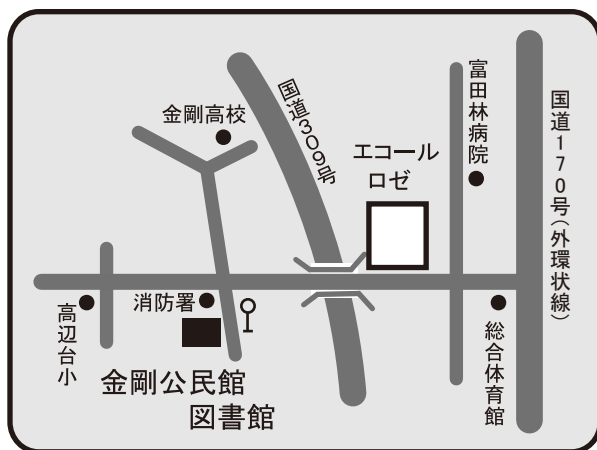 金剛高校
国道309号
エコール
ロゼ
富田林病院
国道170号(外環状線)
高辺台小
消防署
金剛公民館
図書館
総合体育館